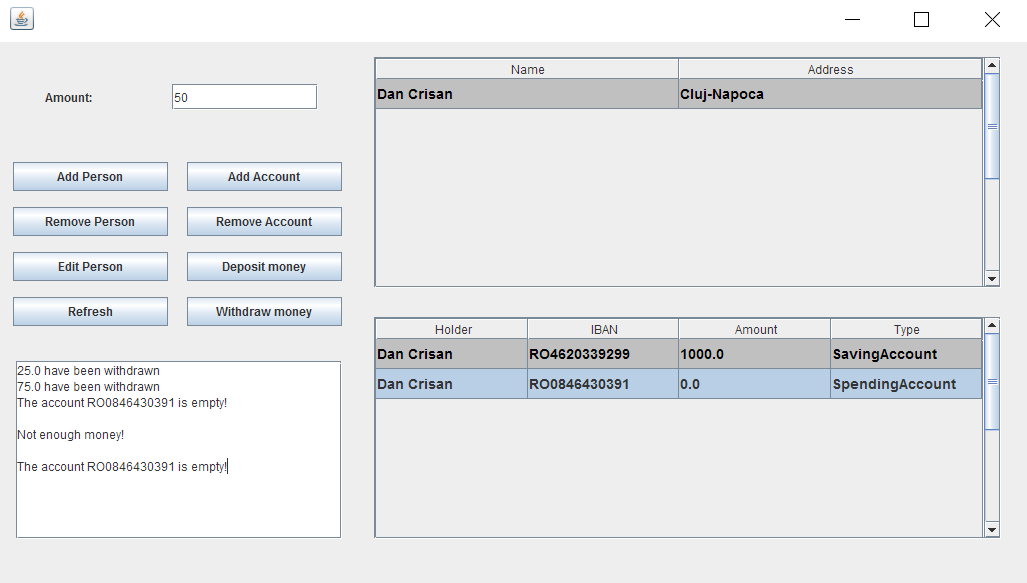 Amount: 50
Add Person Add Account
Remove Person Remove Account
Edit Person Deposit money
Refresh Withdraw money
25.0 have been withdrawn
75.0 have been withdrawn
The account RO0846430391 is empty!
Not enough money!
The account RO0846430391 is empty!
Name Address
Dan Crisan Cluj-Napoca
Holder IBAN Amount Type
Dan Crisan RO4620339299 1000.0 SavingAccount
Dan Crisan RO0846430391 0.0 SpendingAccount